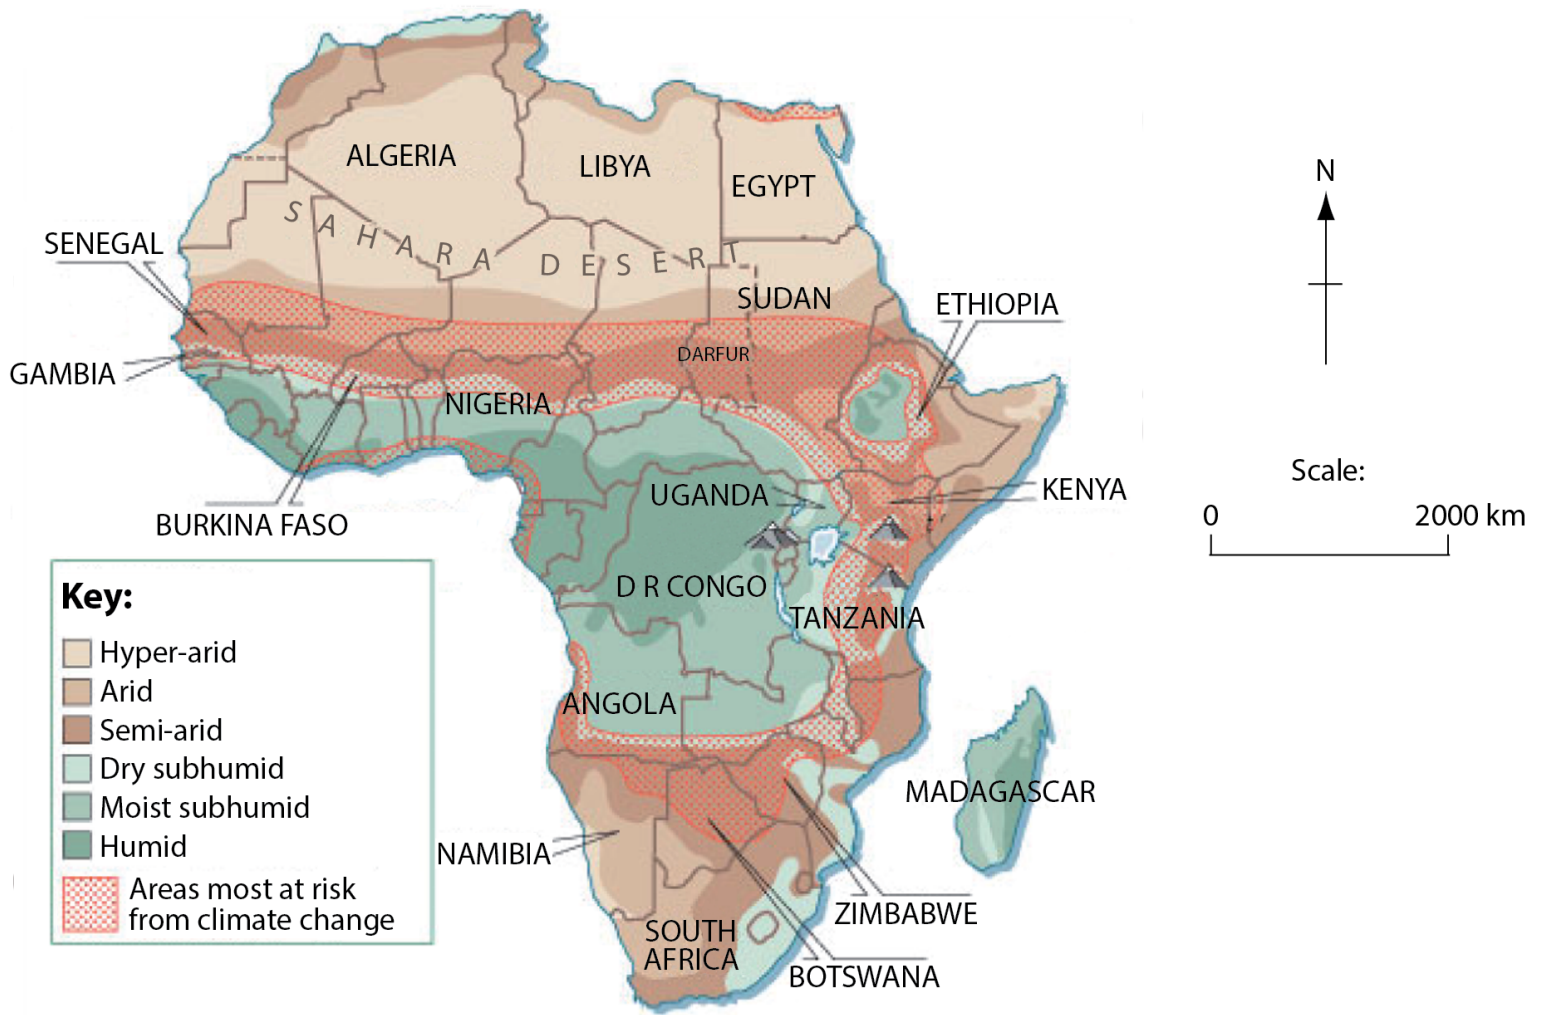 ALGERIA
LIBYA
EGYPT
SAHARA DESERT
SENEGAL
SUDAN
ETHIOPIA
DARFUR
GAMBIA
NIGERIA
BURKINA FASO
UGANDA
KENYA
D R CONGO
TANZANIA
ANGOLA
MADAGASCAR
NAMIBIA
ZIMBABWE
SOUTH
AFRICA
BOTSWANA
N
Scale:
0 2000 km
Key:
Hyper-arid
Arid
Semi-arid
Dry subhumid
Moist subhumid
Humid
Areas most at risk
from climate change